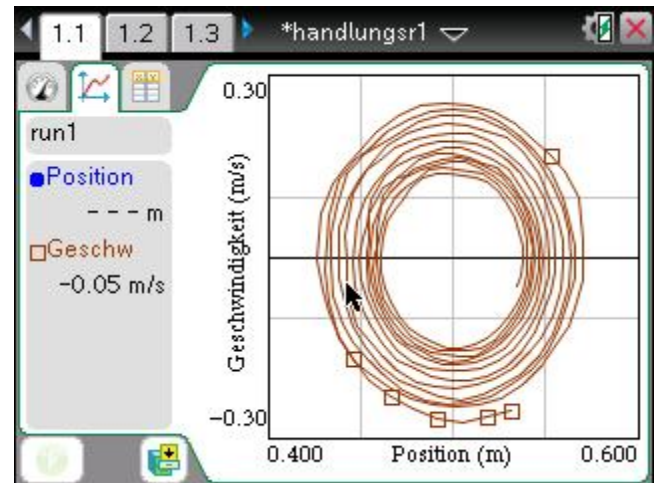 1.1 1.2 1.3 *handlungsr1
run1
Position
--- m
Geschw
-0.05 m/s
0.30
Geschwindigkeit (m/s)
-0.30
0.400 Position (m) 0.600